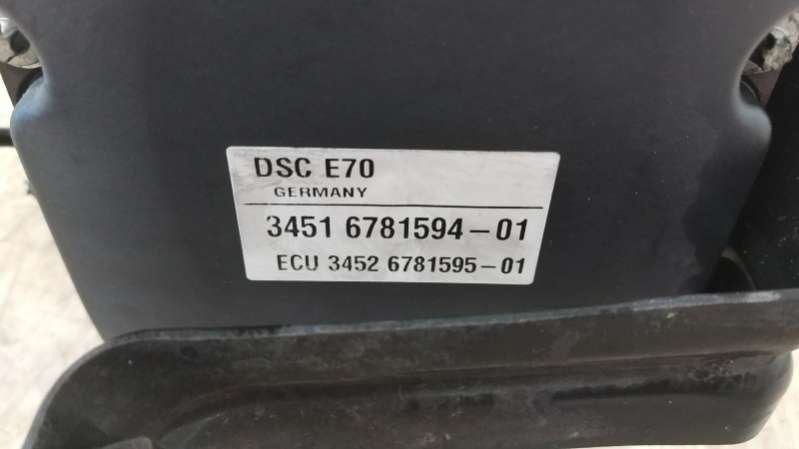 DSC E70
GERMANY
3451 6781594-01
ECU 3452 6781595-01